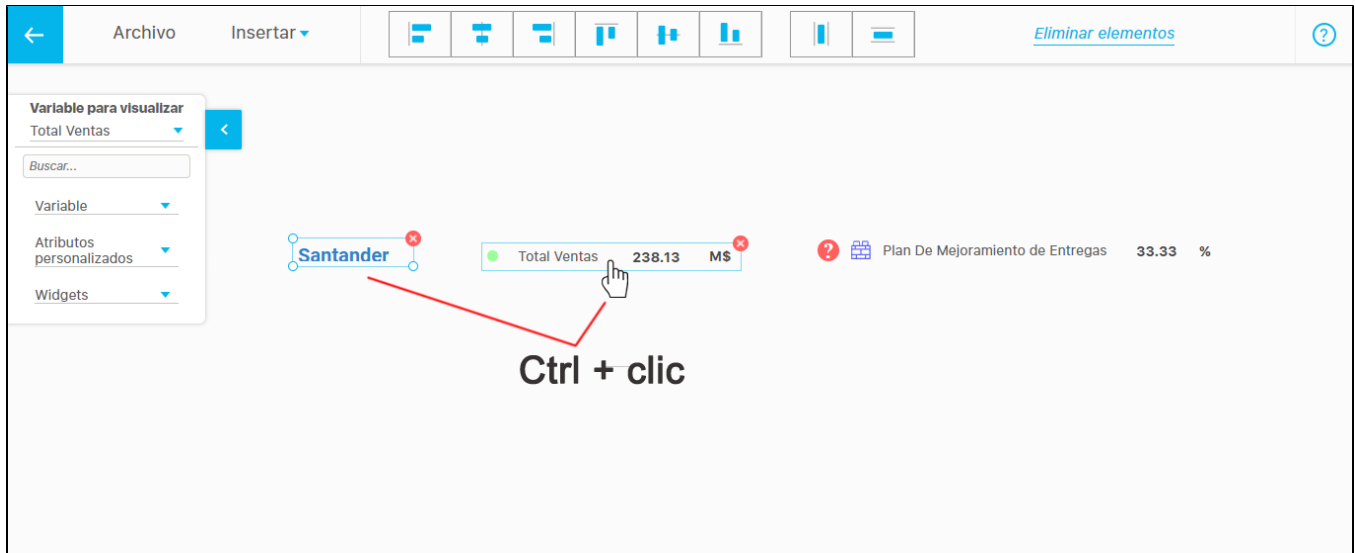 Archivo
Insertar
Eliminar elementos
?
Variable para visualizar
Total Ventas
Buscar...
Variable
Atributos
personalizados
Widgets
Santander
Total Ventas 238.13 M$
? Plan De Mejoramiento de Entregas 33.33 %
Ctrl + clic